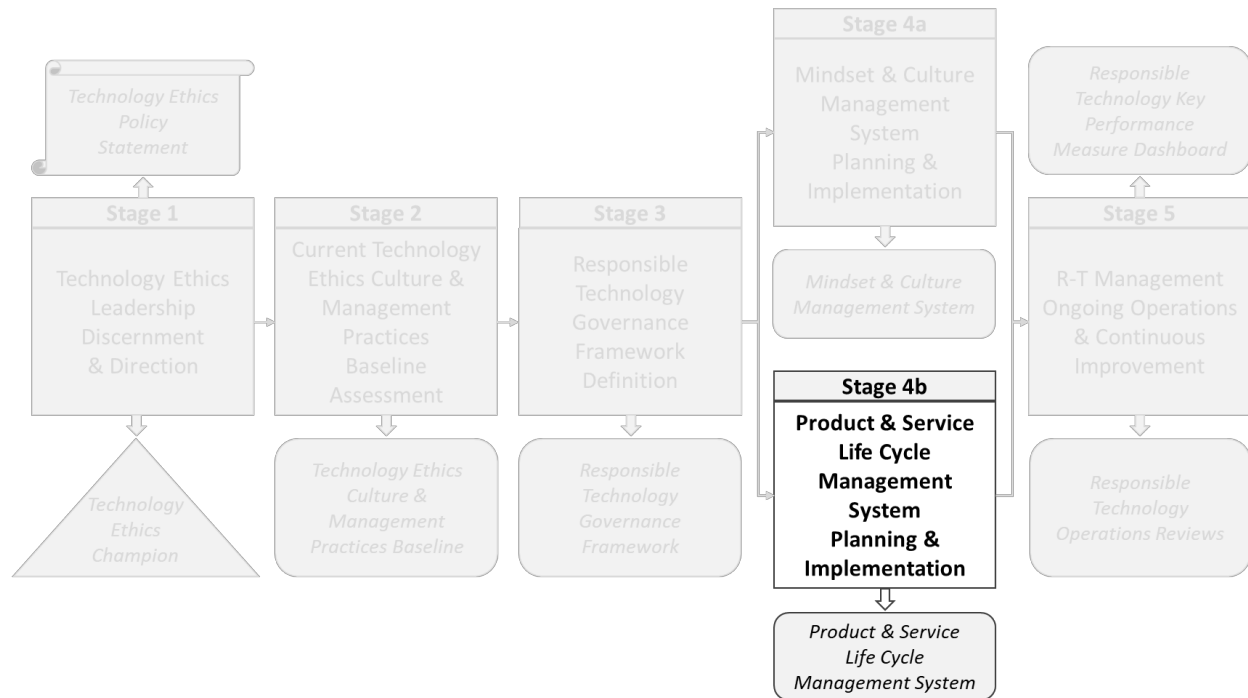 Technology Ethics
Policy
Statement
Stage 1
Technology Ethics
Leadership
Discernment
& Direction
Technology
Ethics
Champion
Stage 2
Current Technology
Ethics Culture &
Management
Practices
Baseline
Assessment
Technology Ethics
Culture &
Management
Practices Baseline
Stage 3
Responsible
Technology
Governance
Framework
Definition
Responsible
Technology
Governance
Framework
Stage 4a
Mindset & Culture
Management
System
Planning &
Implementation
Mindset & Culture
Management System
Stage 4b
Product & Service
Life Cycle
Management
System
Planning &
Implementation
Product & Service
Life Cycle
Management System
Responsible
Technology Key
Performance
Measure Dashboard
Stage 5
R-T Management
Ongoing Operations
& Continuous
Improvement
Responsible
Technology
Operations Reviews